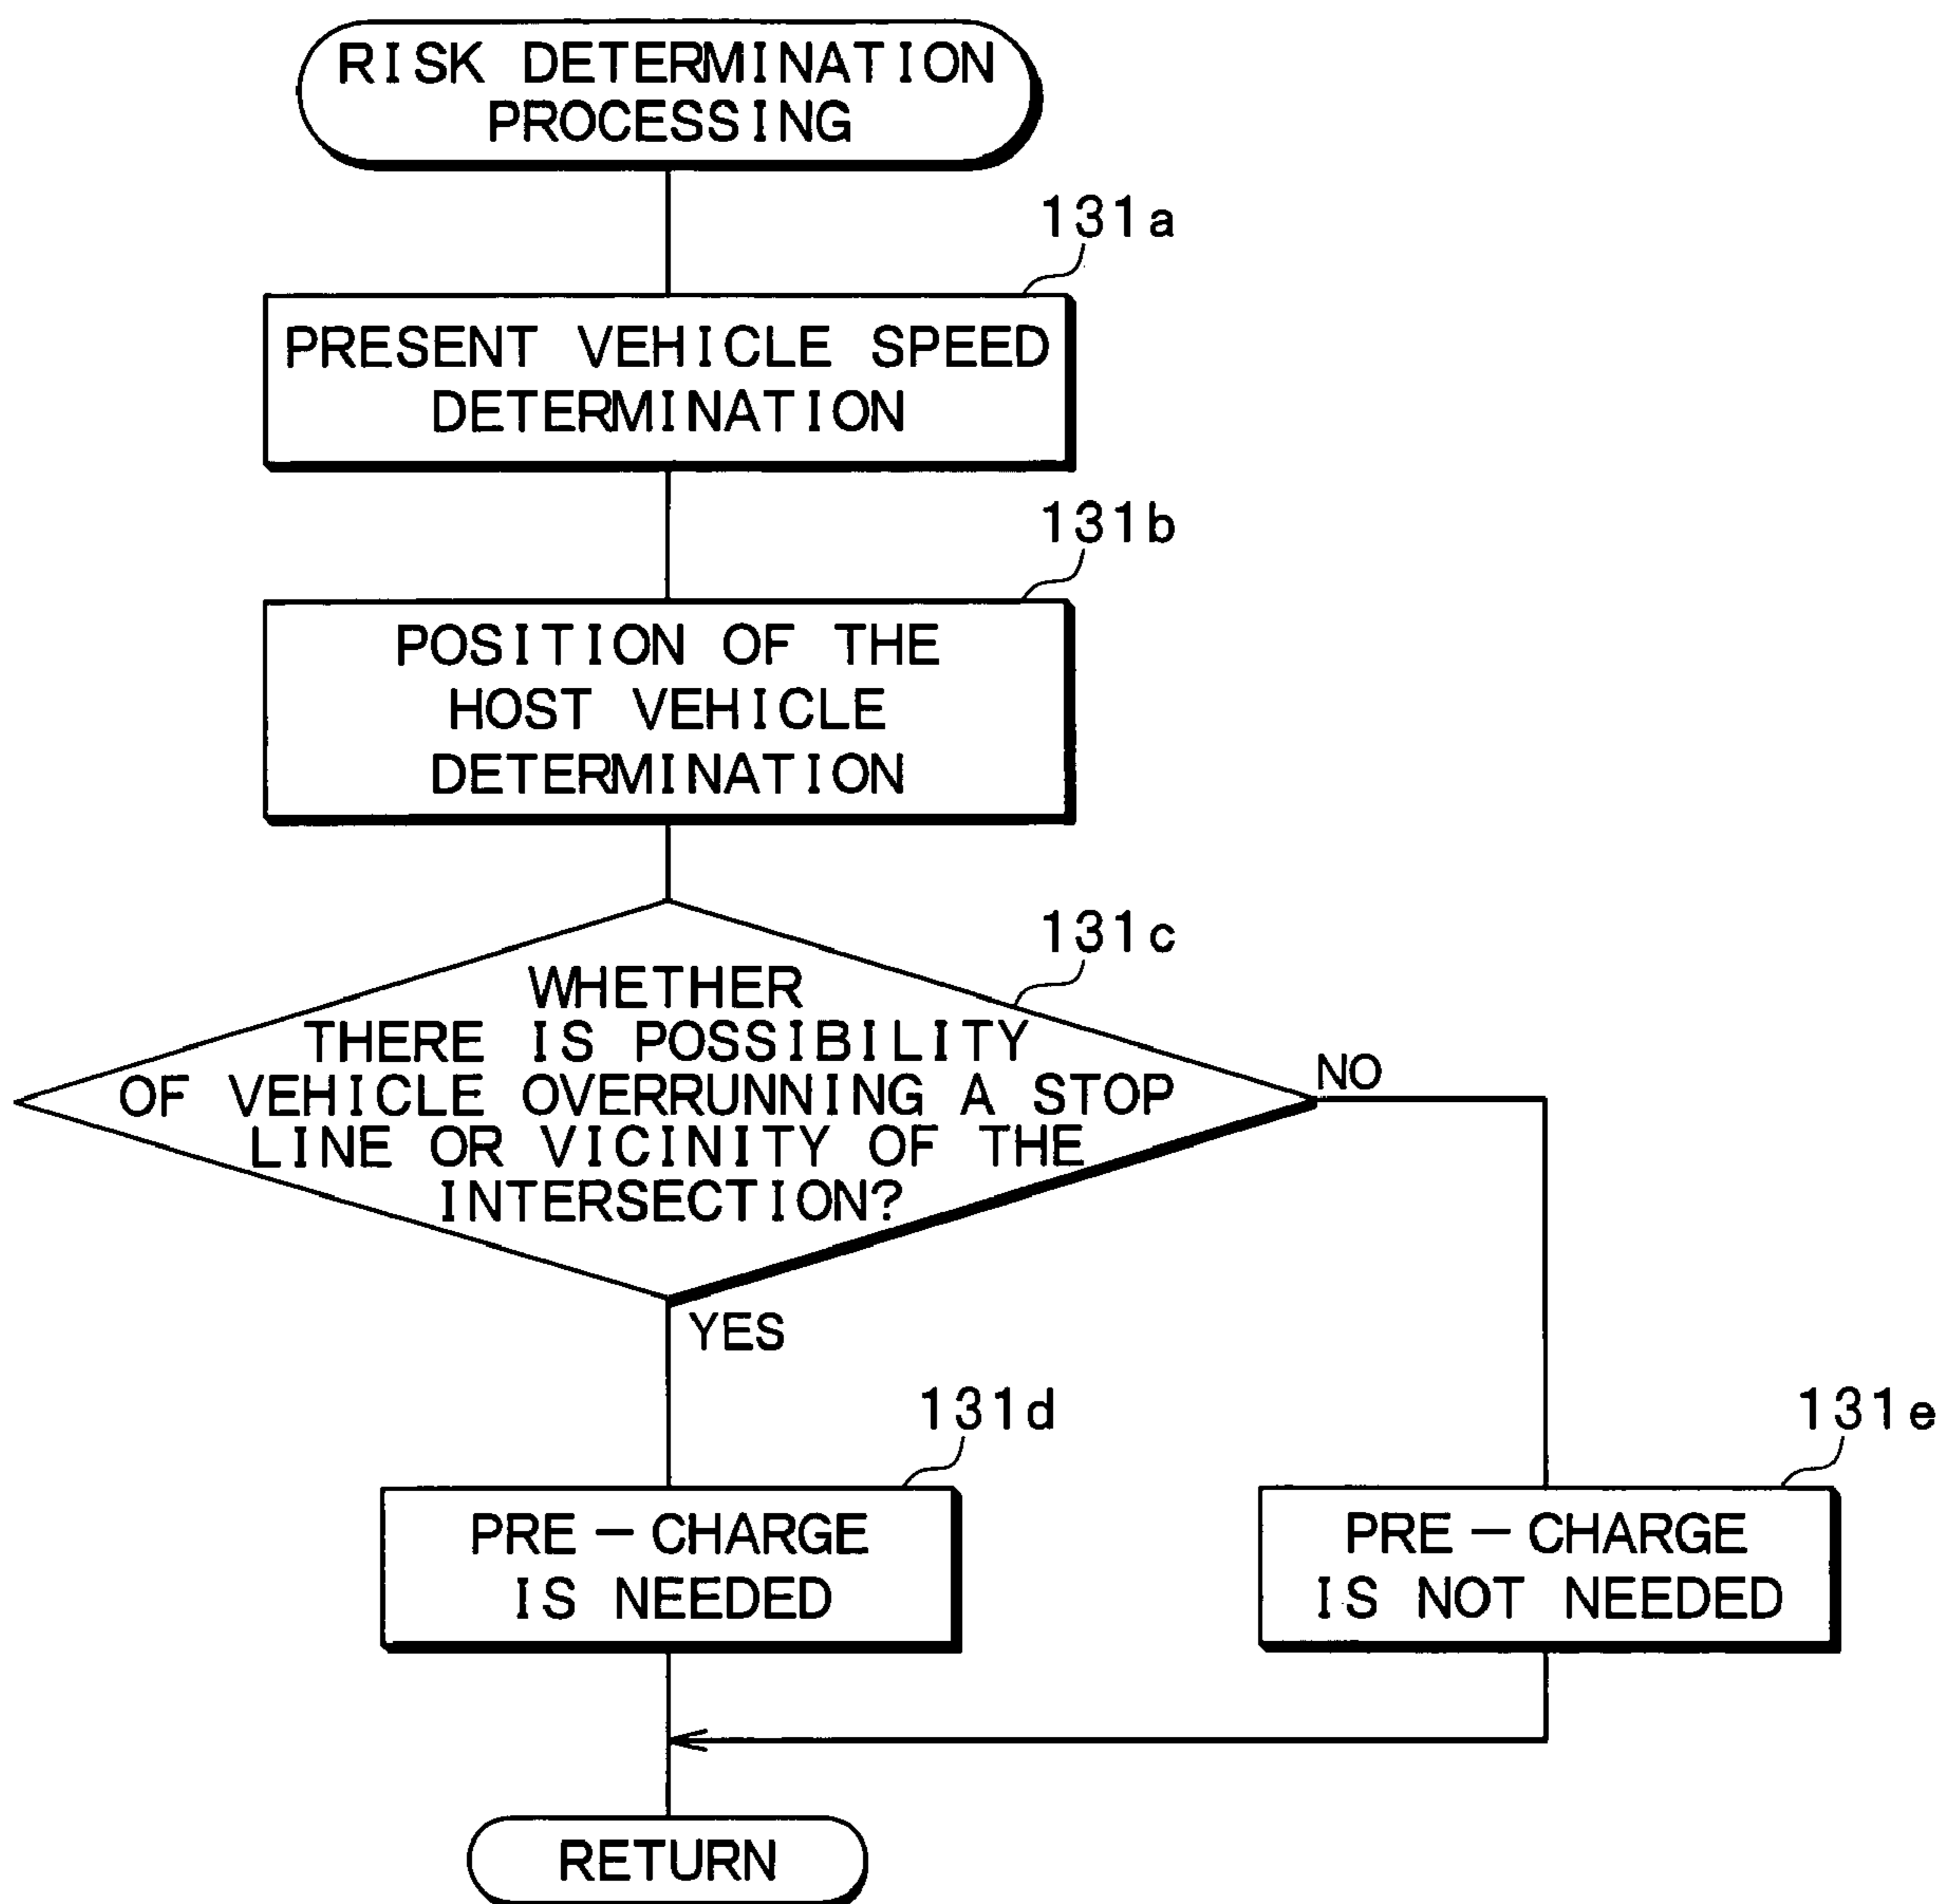 RISK DETERMINATION
PROCESSING
131a
PRESENT VEHICLE SPEED
DETERMINATION
131b
POSITION OF THE
HOST VEHICLE
DETERMINATION
131c
WHETHER
THERE IS POSSIBILITY
OF VEHICLE OVERRUNNING A STOP
LINE OR VICINITY OF THE
INTERSECTION?
NO
YES
131d
PRE-CHARGE
IS NEEDED
131e
PRE-CHARGE
IS NOT NEEDED
RETURN